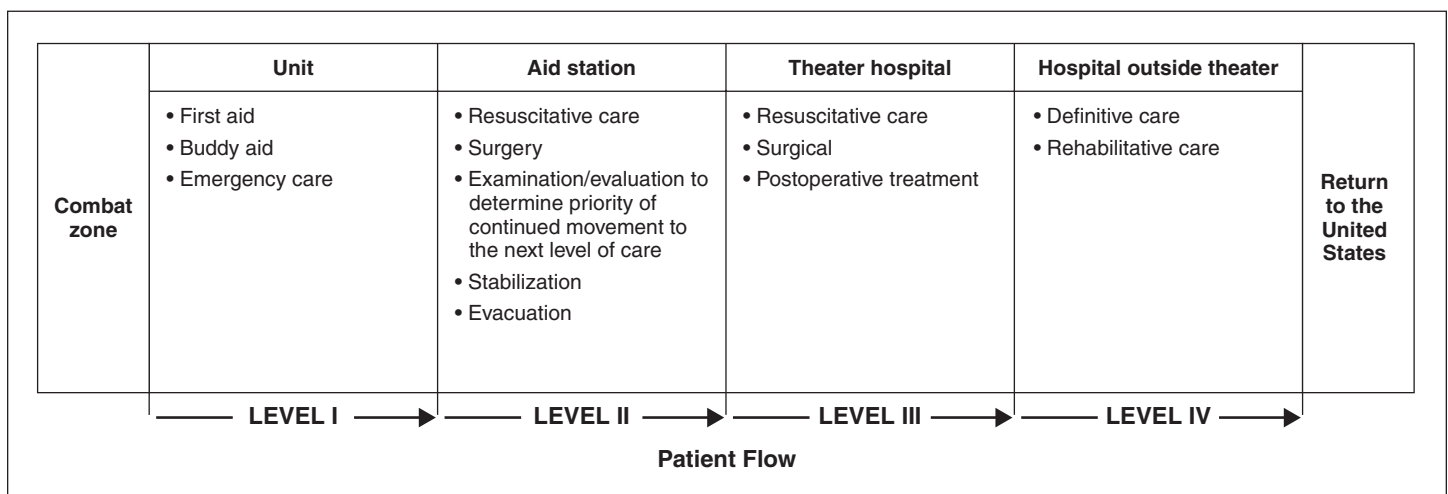 Unit
Aid station
Theater hospital
Hospital outside theater
Combat
zone
• First aid
• Buddy aid
• Emergency care
• Resuscitative care
• Surgery
• Examination/evaluation to
determine priority of
continued movement to
the next level of care
• Stabilization
• Evacuation
• Resuscitative care
• Surgical
• Postoperative treatment
• Definitive care
• Rehabilitative care
Return
to the
United
States
LEVEL I
LEVEL II
LEVEL III
LEVEL IV
Patient Flow